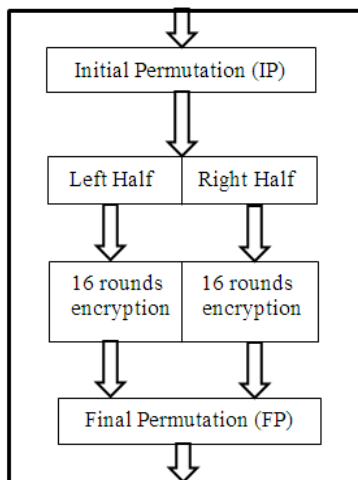 Initial Permutation (IP)
Left Half
Right Half
16 rounds
encryption
16 rounds
encryption
Final Permutation (FP)